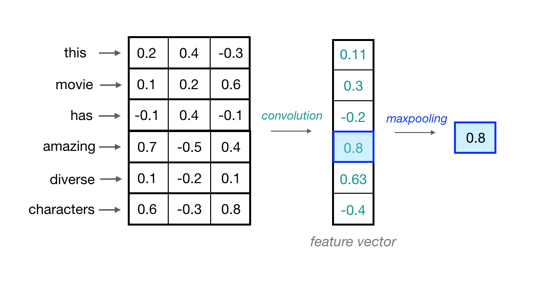 this 0.2 0.4 -0.3 0.11
movie 0.1 0.2 0.6 0.3
has -0.1 0.4 -0.1 convolution -0.2 maxpooling
amazing 0.7 -0.5 0.4 0.8 0.8
diverse 0.1 -0.2 0.1 0.63
characters 0.6 -0.3 0.8 -0.4
feature vector